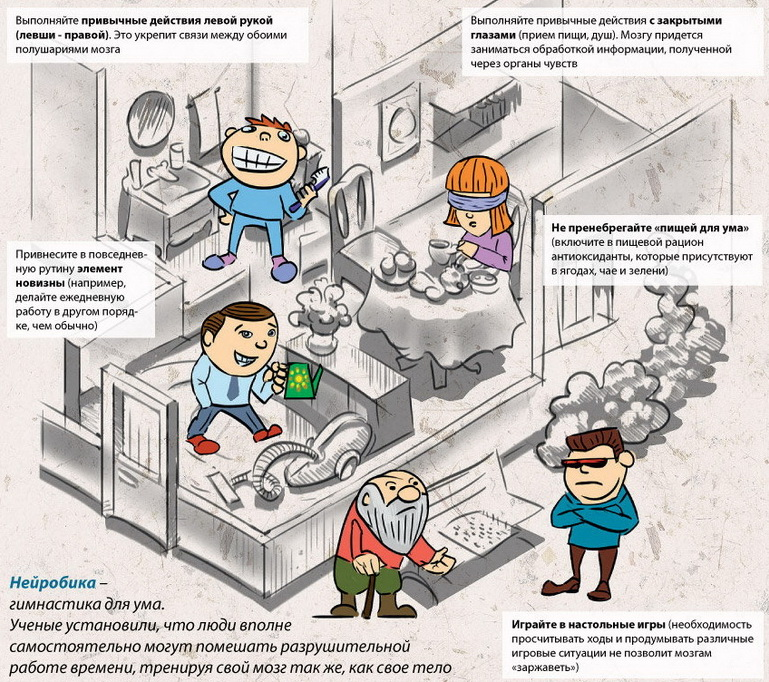 Выполняйте привычные действия левой рукой
(левши - правой). Это укрепит связи между обоими
полушариями мозга
Выполняйте привычные действия с закрытыми
глазами (прием пищи, душ). Мозгу придется
заниматься обработкой информации, полученной
через органы чувств
Не пренебрегайте «пищей для ума»
(включите в пищевой рацион
антиоксиданты, которые присутствуют
в ягодах, чае и зелени)
Привнесите в повседнев-
ную рутину элемент
новизны (например,
делайте ежедневную
работу в другом поряд-
ке, чем обычно)
Нейробика –
гимнастика для ума.
Ученые установили, что люди вполне
самостоятельно могут помешать разрушительной
работе времени, тренируя свой мозг так же, как свое тело
Играйте в настольные игры (необходимость
просчитывать ходы и продумывать различные
игровые ситуации не позволит мозгам
«заржаветь»)